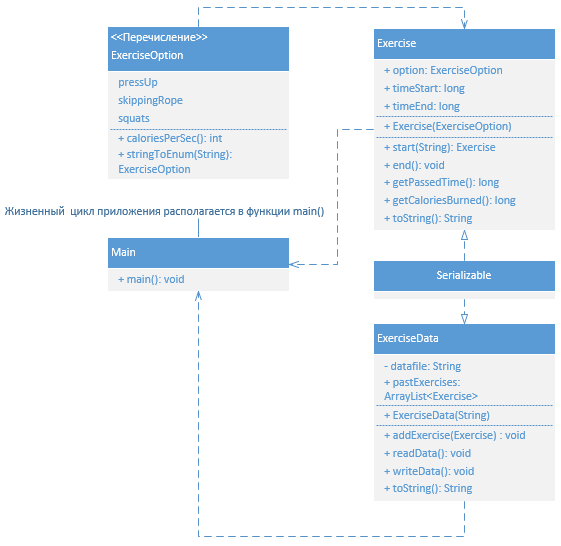 <<Перечисление>>
ExerciseOption
pressUp
skippingRope
squats
+ caloriesPerSec(): int
+ stringToEnum(String):
ExerciseOption
Exercise
+ option: ExerciseOption
+ timeStart: long
+ timeEnd: long
+ Exercise(ExerciseOption)
+ start(String): Exercise
+ end(): void
+ getPassedTime(): long
+ getCaloriesBurned(): long
+ toString(): String
Жизненный цикл приложения располагается в функции main()
Main
+ main(): void
Serializable
ExerciseData
- datafile: String
+ pastExercises:
ArrayList<Exercise>
+ ExerciseData(String)
+ addExercise(Exercise) : void
+ readData(): void
+ writeData(): void
+ toString(): String